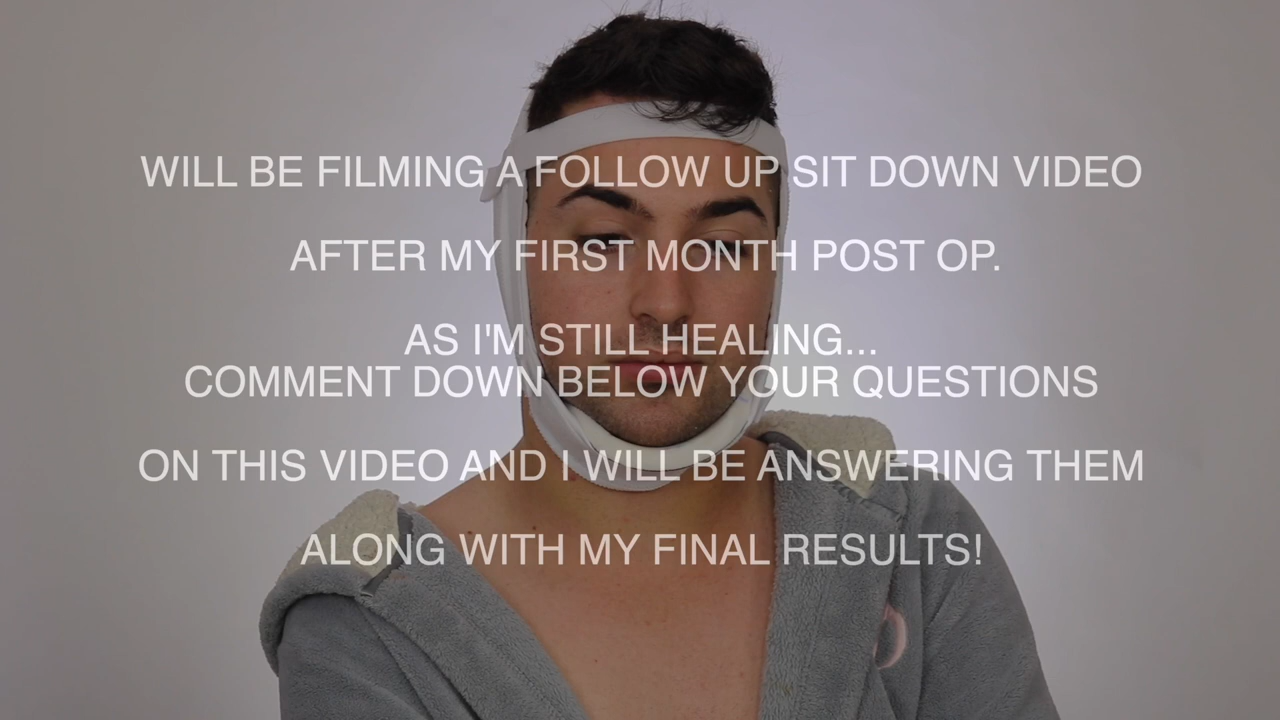 WILL BE FILMING A FOLLOW UP SIT DOWN VIDEO
AFTER MY FIRST MONTH POST OP.
AS I'M STILL HEALING...
COMMENT DOWN BELOW YOUR QUESTIONS
ON THIS VIDEO AND I WILL BE ANSWERING THEM
ALONG WITH MY FINAL RESULTS!